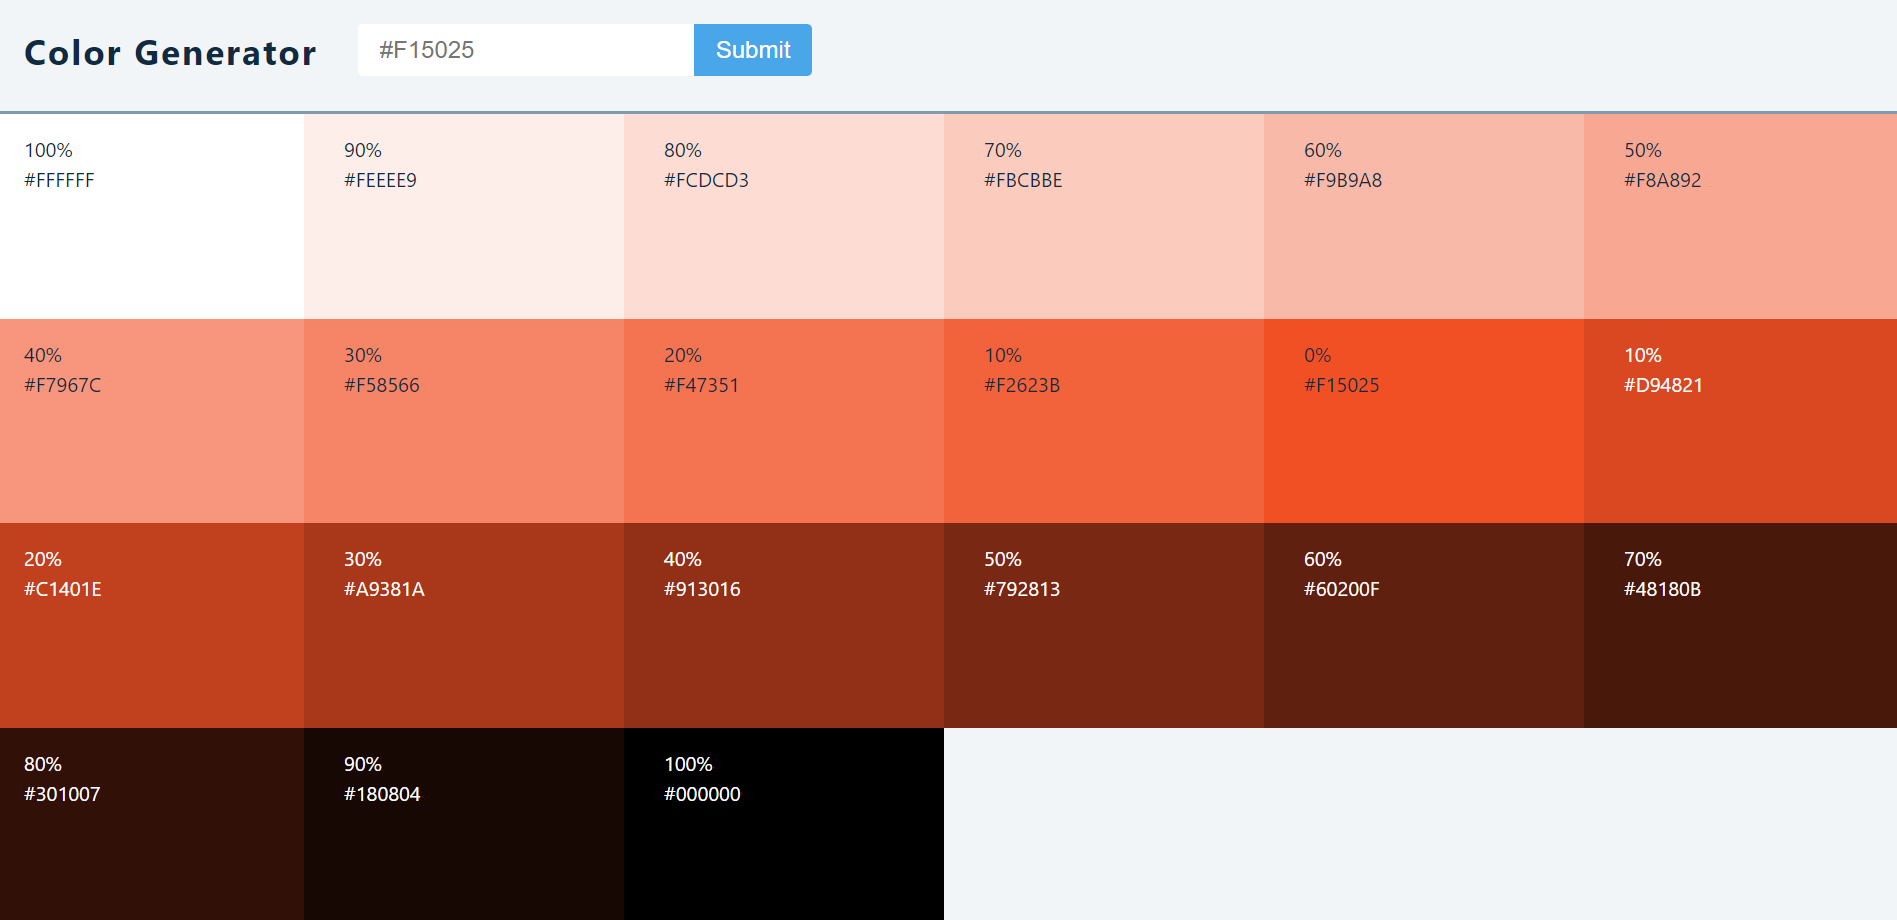 Color Generator
#F15025
Submit
100%
#FFFFFF
90%
#FEEEE9
80%
#FCDCD3
70%
#FBCBBE
60%
#F9B9A8
50%
#F8A892
40%
#F7967C
30%
#F58566
20%
#F47351
10%
#F2623B
0%
#F15025
10%
#D94821
20%
#C1401E
30%
#A9381A
40%
#913016
50%
#792813
60%
#60200F
70%
#48180B
80%
#301007
90%
#180804
100%
#000000